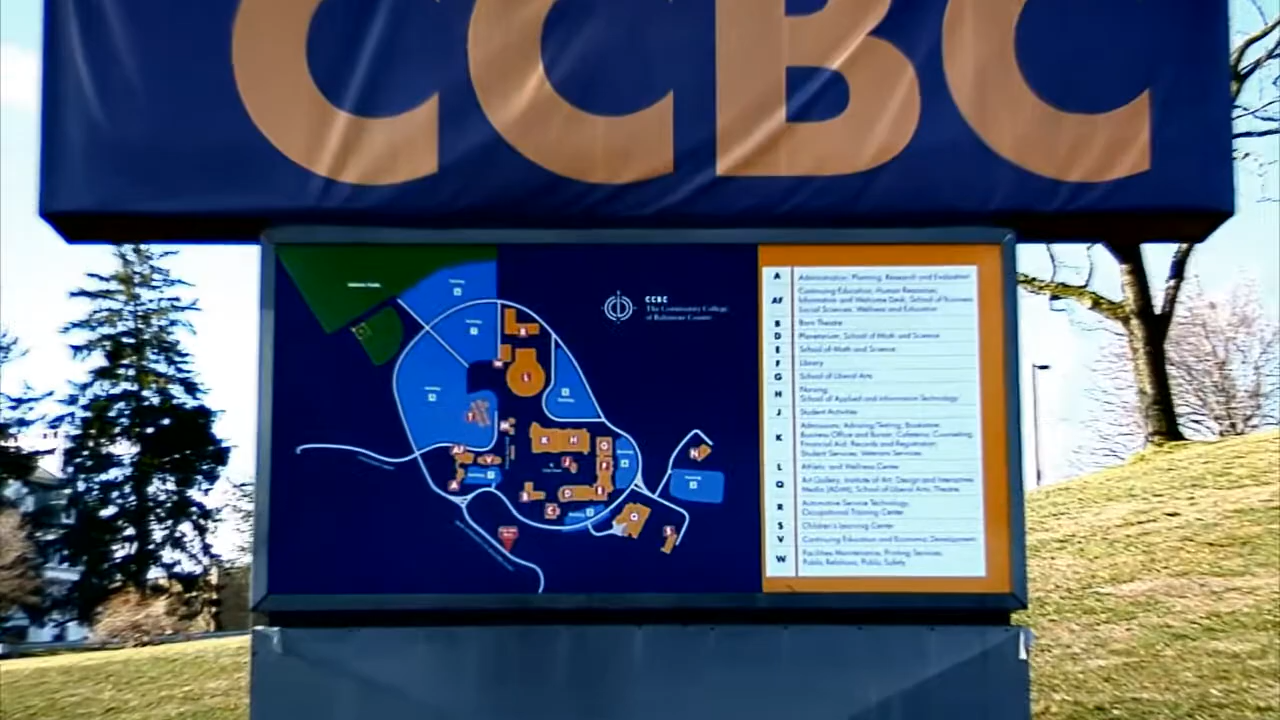 CCBC
CCBC
The Community College
of Baltimore County
A Administration, Planning, Research and Evaluation
Continuing Education, Human Resources,
AF Information and Welcome Desk, School of Business
Social Sciences, Wellness and Education
B Barn Theatre
D Planetarium, School of Math and Science
E School of Math and Science
F Library
G School of Liberal Arts
H Nursing
School of Applied and Information Technology
J Student Activities
Admissions, Advising/Testing, Bookstore,
K Business Office and Bursar, Cafeteria, Counseling,
Financial Aid, Records and Registration,
Student Services, Veterans Services
L Athletic and Wellness Center
Q Art Gallery, Institute of Art, Design and Interactive
Media (ADIM), School of Liberal Arts, Theatre
R Automotive Service Technology,
Occupational Training Center
S Children's Learning Center
V Continuing Education and Economic Development
W Facilities Maintenance, Printing Services,
Public Relations, Public Safety
R
W
L
T
H
K H
G
AF
V
J
F
A
B
D
E
C
Q
N
S